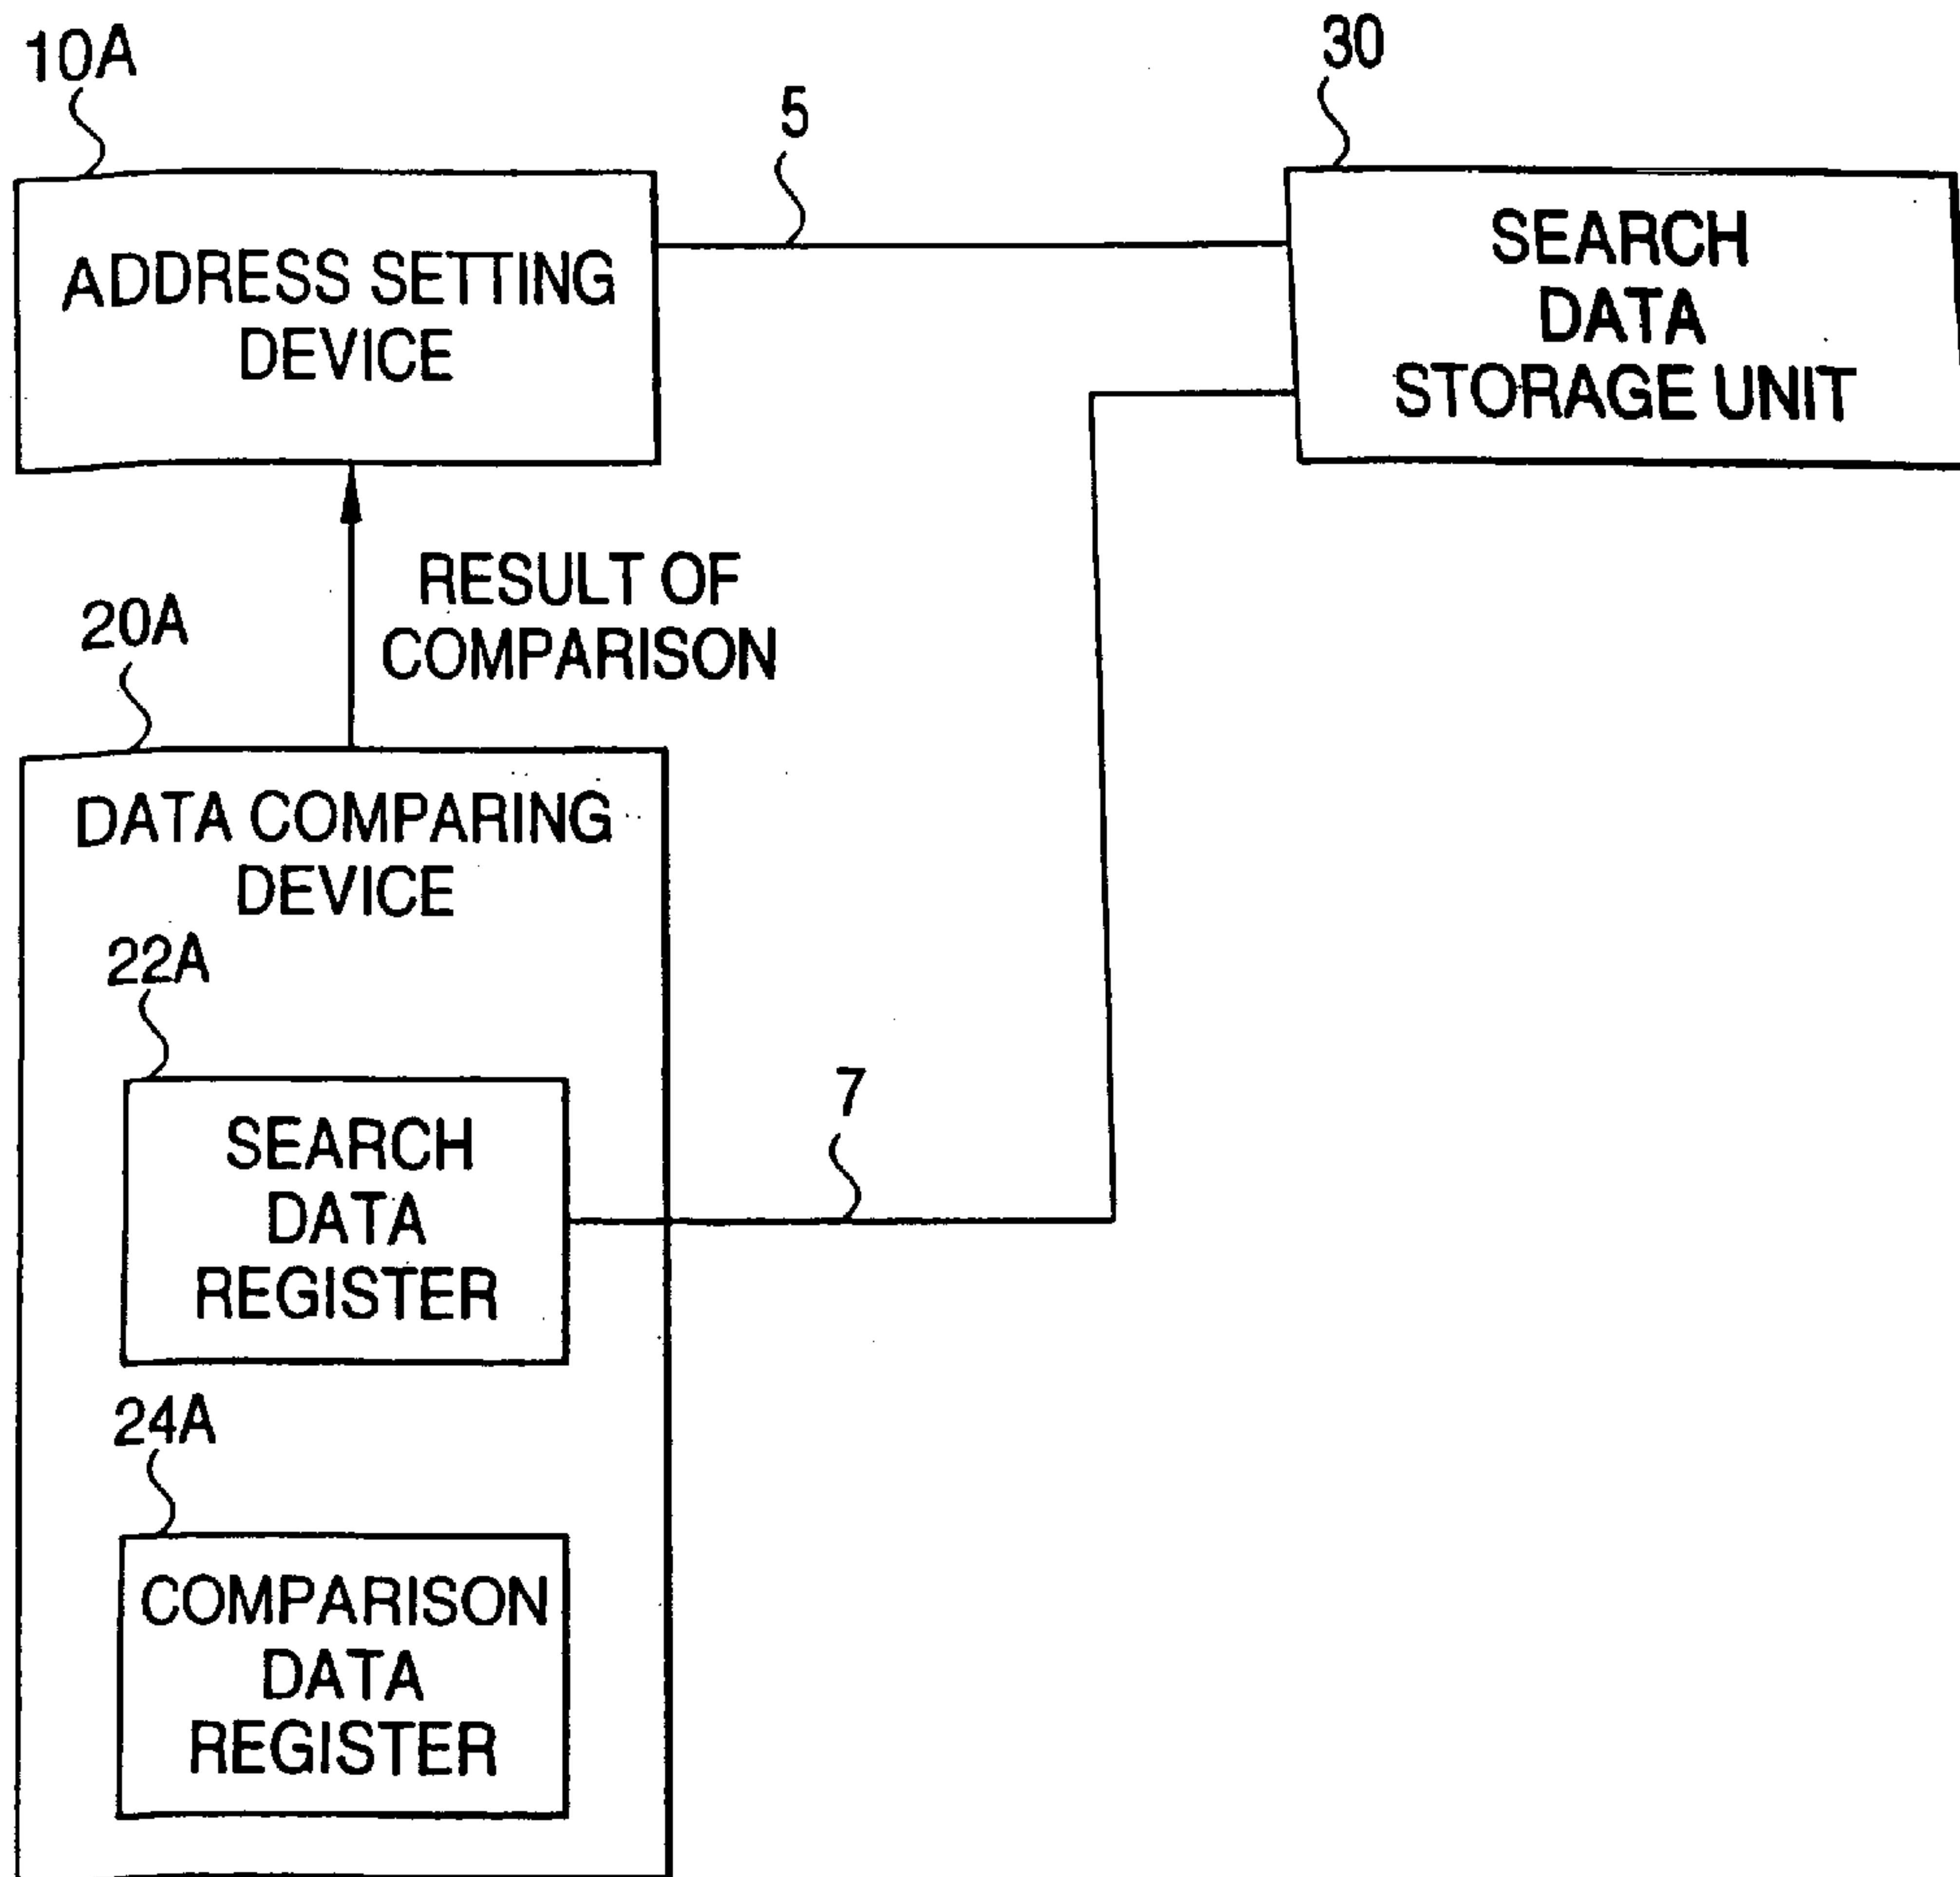 10A
5
30
ADDRESS SETTING
DEVICE
SEARCH
DATA
STORAGE UNIT
RESULT OF
COMPARISON
20A
DATA COMPARING
DEVICE
22A
SEARCH
DATA
REGISTER
7
24A
COMPARISON
DATA
REGISTER